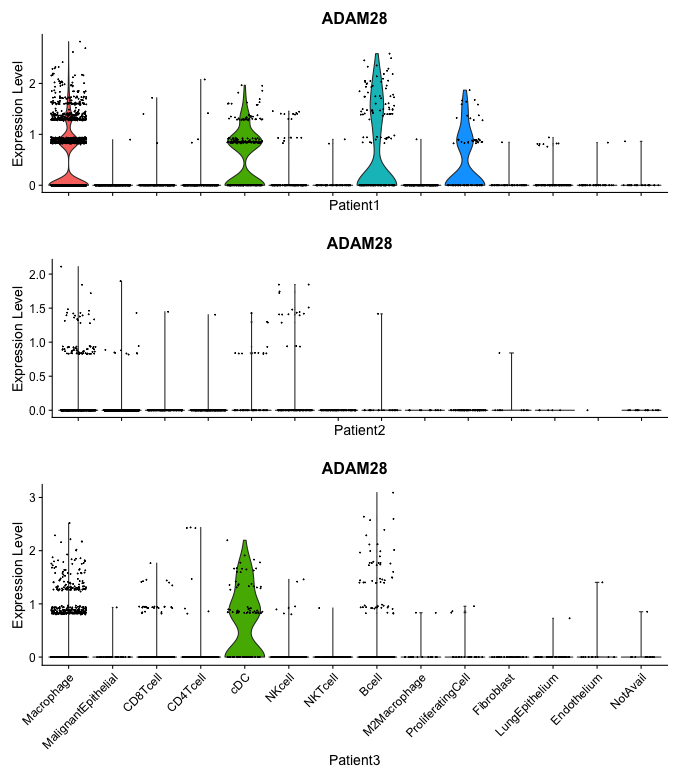 ADAM28
Expression Level
2
1
0
Patient1
ADAM28
Expression Level
2.0
1.5
1.0
0.5
0.0
Patient2
ADAM28
Expression Level
3
2
1
0
Macrophage
MalignantEpithelial
CD8Tcell
CD4Tcell
cDC
NKcell
NKTcell
Bcell
M2Macrophage
ProliferatingCell
Fibroblast
LungEpithelium
Endothelium
NotAvail
Patient3